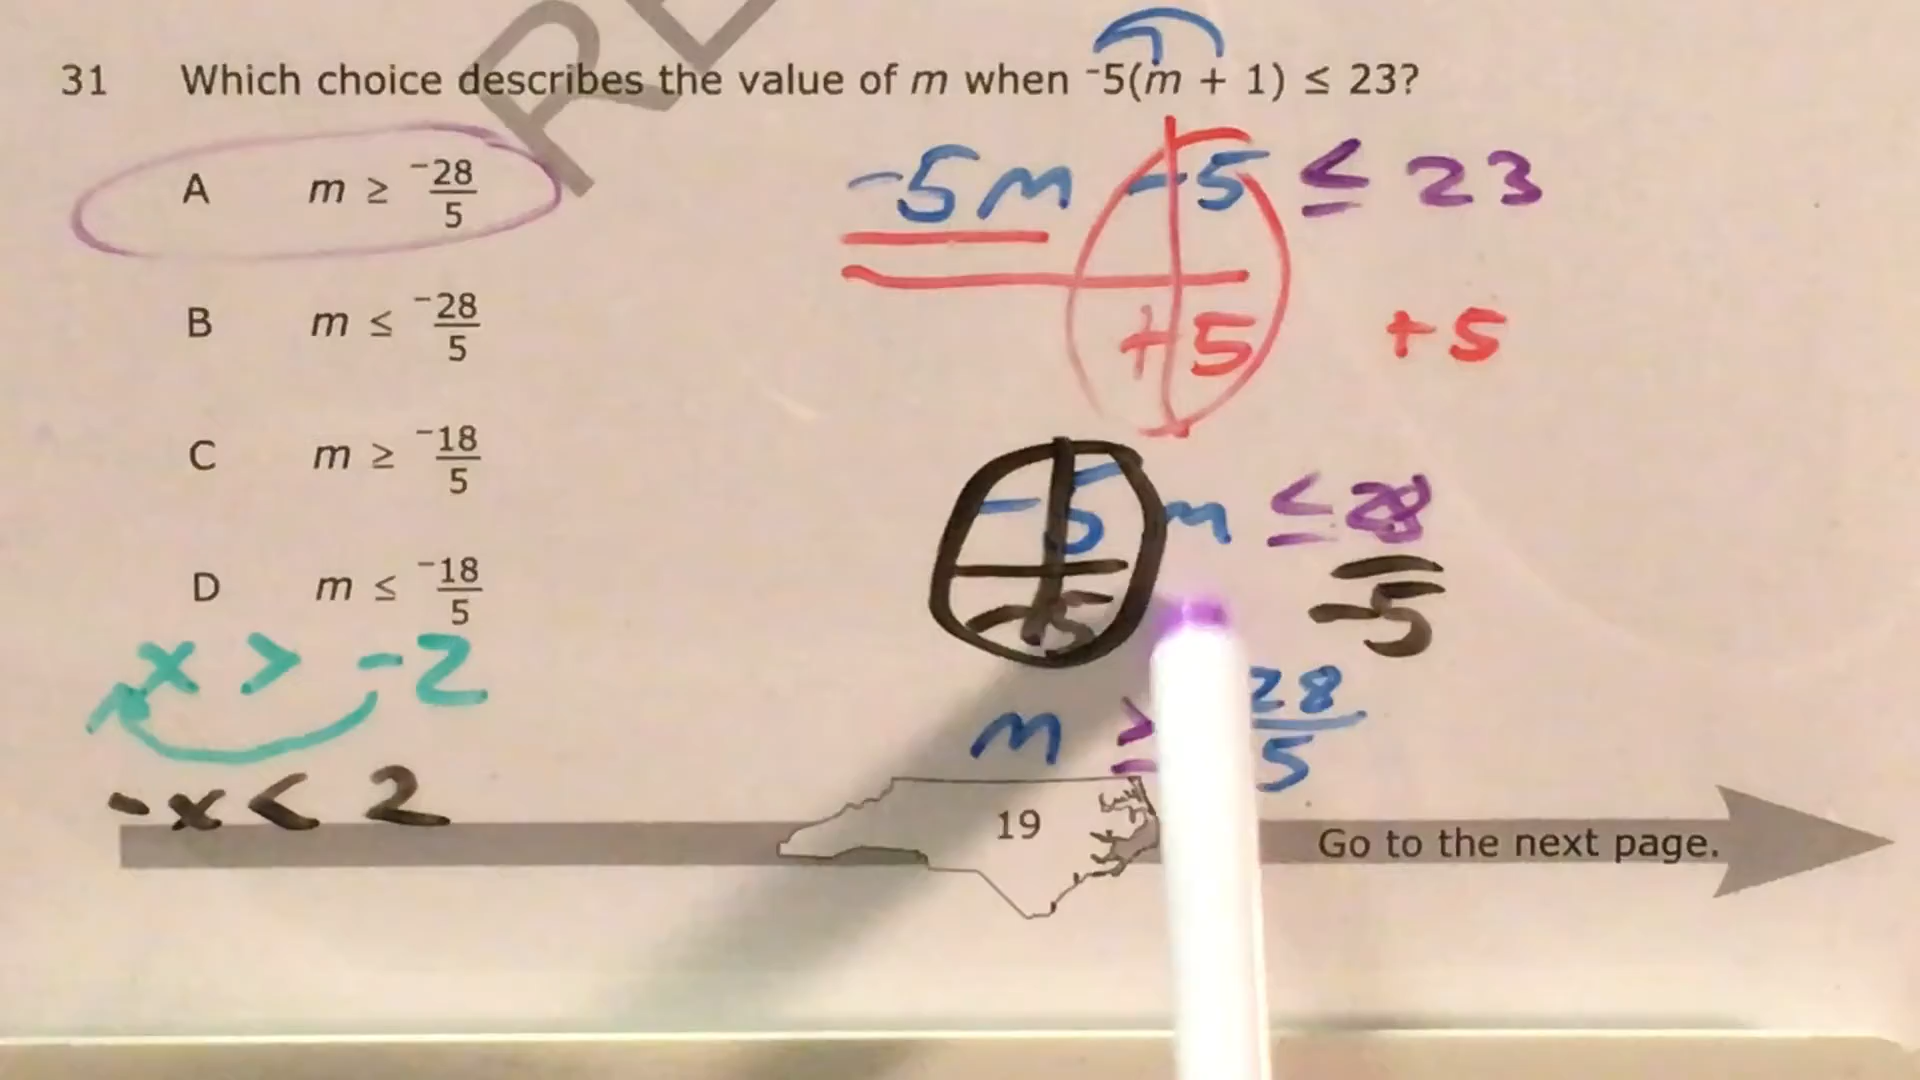 31 Which choice describes the value of m when ⁻5(m + 1) ≤ 23?
A m ≥ ⁻28/5
B m ≤ ⁻28/5
C m ≥ ⁻18/5
D m ≤ ⁻18/5
-5m -5 ≤ 23
+5 +5
-5m ≤ 28
-5 -5
m ≥ 28/5
x > -2
-x < 2
19
Go to the next page.